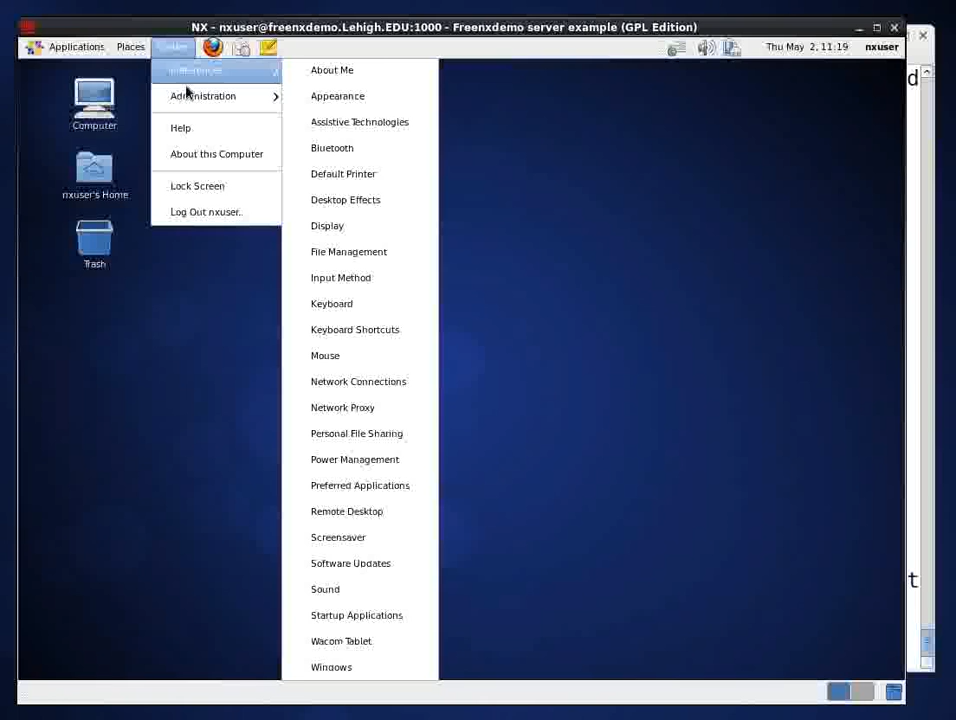 NX - nxuser@freenxdemo.Lehigh.EDU:1000 - Freenxdemo server example (GPL Edition)
Applications Places System Thu May 2, 11:19 nxuser
Preferences
Administration
Help
About this Computer
Lock Screen
Log Out nxuser..
About Me
Appearance
Assistive Technologies
Bluetooth
Default Printer
Desktop Effects
Display
File Management
Input Method
Keyboard
Keyboard Shortcuts
Mouse
Network Connections
Network Proxy
Personal File Sharing
Power Management
Preferred Applications
Remote Desktop
Screensaver
Software Updates
Sound
Startup Applications
Wacom Tablet
Windows
Computer
nxuser's Home
Trash
d
t